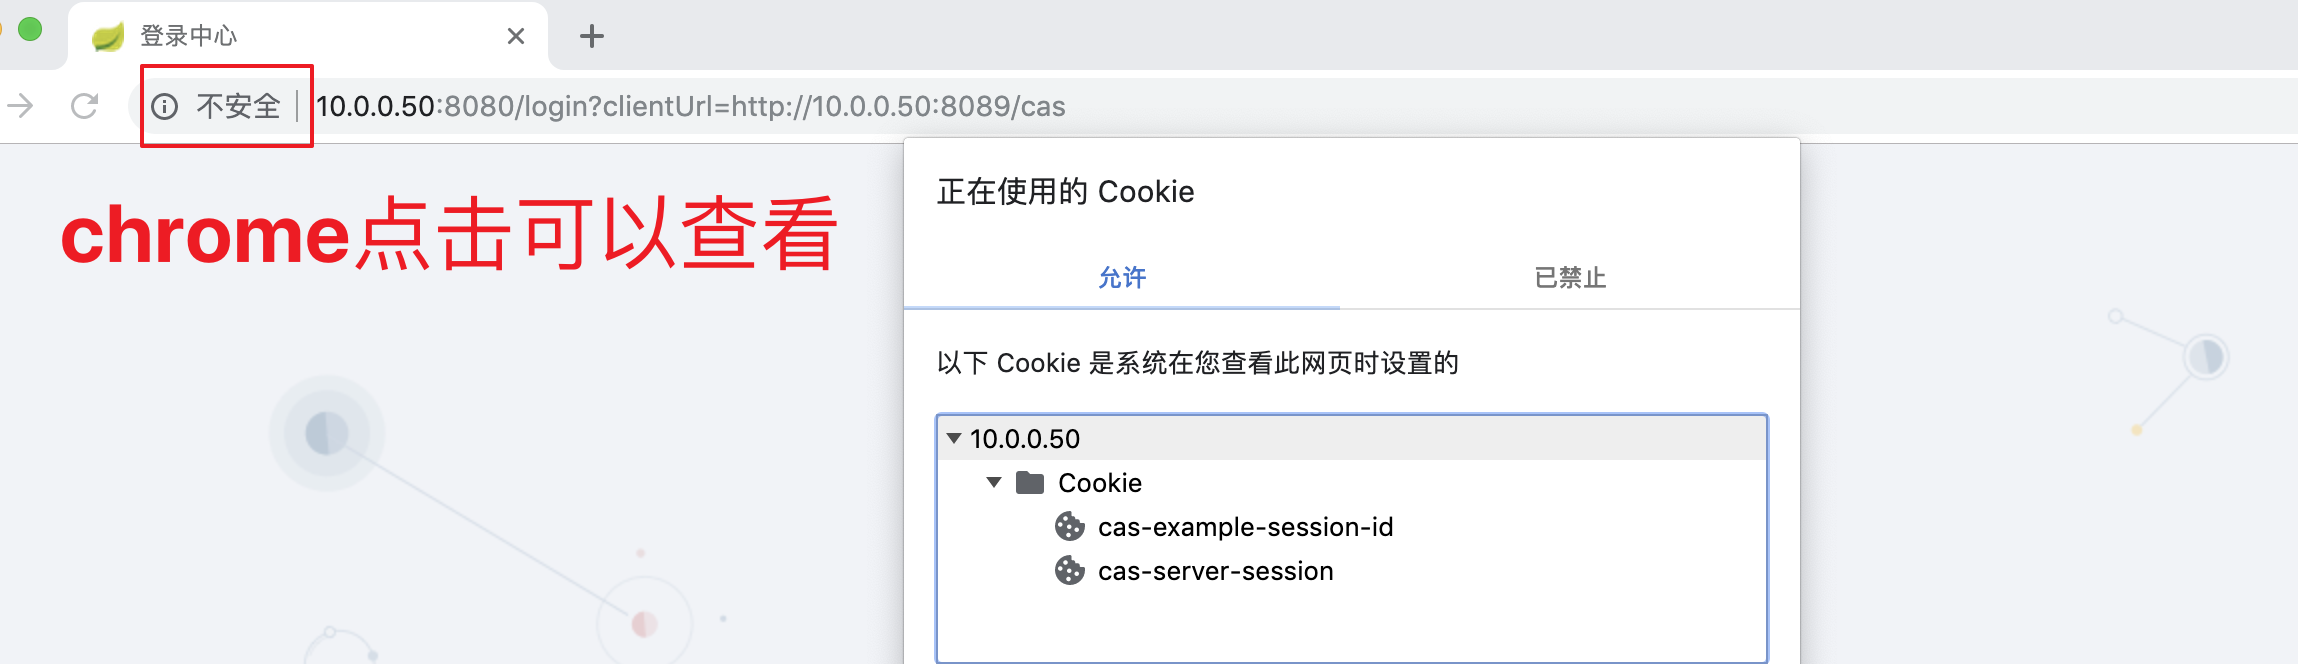 登录中心
不安全
10.0.0.50:8080/login?clientUrl=http://10.0.0.50:8089/cas
chrome点击可以查看
正在使用的 Cookie
允许
已禁止
以下 Cookie 是系统在您查看此网页时设置的
10.0.0.50
Cookie
cas-example-session-id
cas-server-session